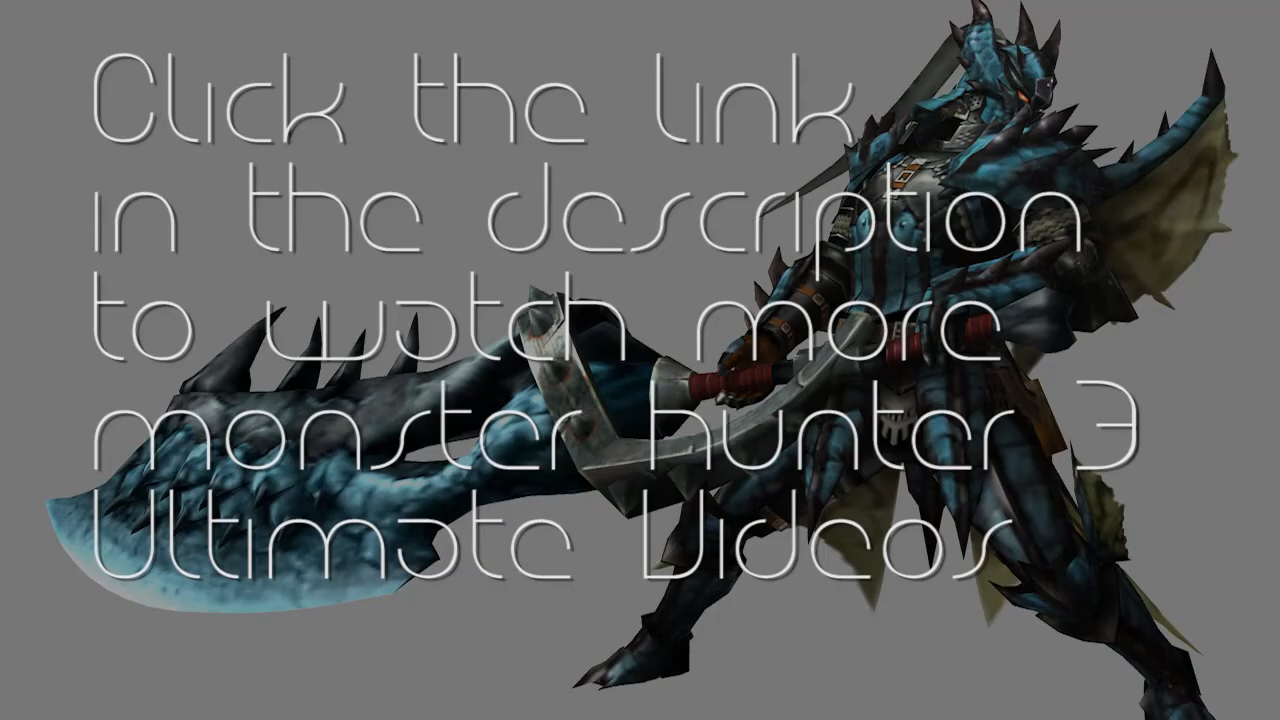 Click the link
in the description
to watch more
monster hunter 3
Ultimate Videos